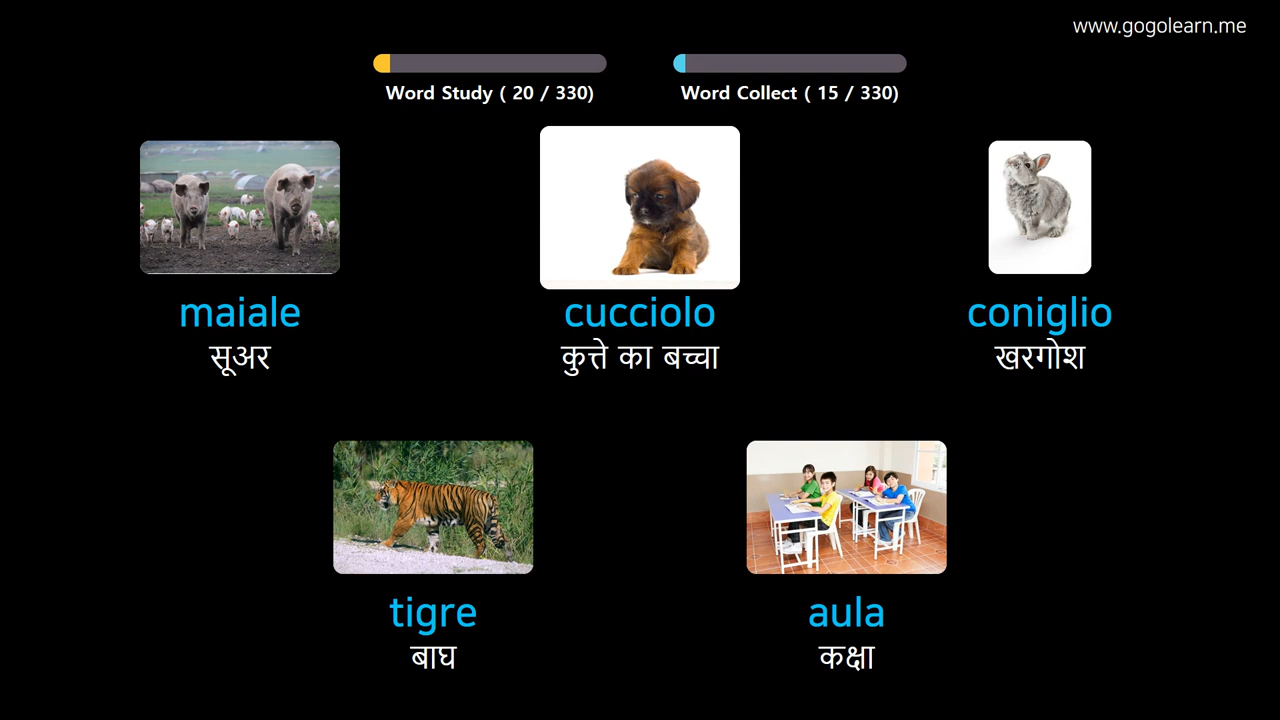 www.gogolearn.me
Word Study ( 20 / 330)
Word Collect ( 15 / 330)
maiale
सूअर
cucciolo
कुत्ते का बच्चा
coniglio
खरगोश
tigre
बाघ
aula
कक्षा